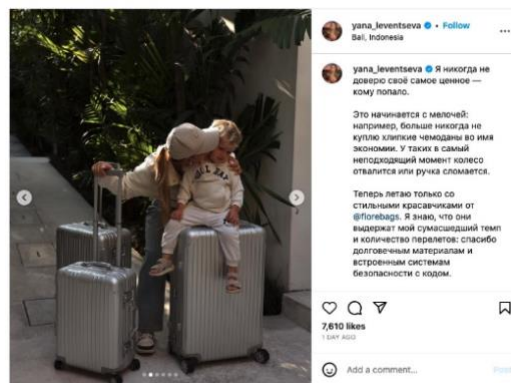 yana_leventseva • Follow
Bali, Indonesia
yana_leventseva Я никогда не
доверю своё самое ценное —
кому попало.
Это начинается с мелочей:
например, больше никогда не
куплю хлипкие чемоданы во имя
экономии. У таких в самый
неподходящий момент колесо
отвалится или ручка сломается.
Теперь летаю только со
стильными красавчиками от
@fiorebags. Я знаю, что они
выдержат мой сумасшедший темп
и количество перелетов: спасибо
долговечным материалам и
встроенным системам
безопасности с кодом.
7,610 likes
1 DAY AGO
Add a comment...
Post